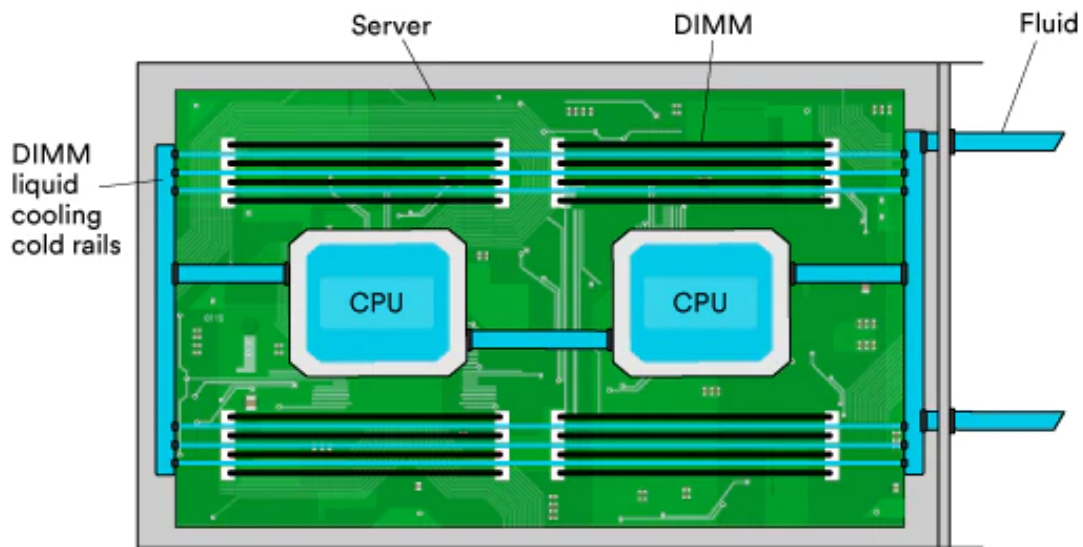 Server
DIMM
Fluid
DIMM
liquid
cooling
cold rails
CPU
CPU